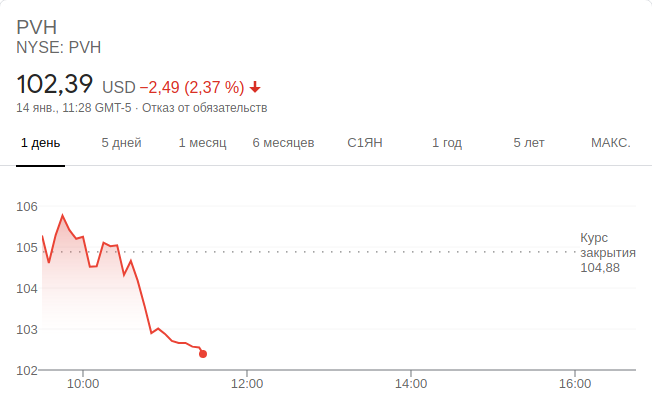 PVH
NYSE: PVH
102,39 USD −2,49 (2,37 %)
14 янв., 11:28 GMT-5 · Отказ от обязательств
1 день 5 дней 1 месяц 6 месяцев С1ЯН 1 год 5 лет МАКС.
106
105
104
103
102
Курс
закрытия
104,88
10:00 12:00 14:00 16:00